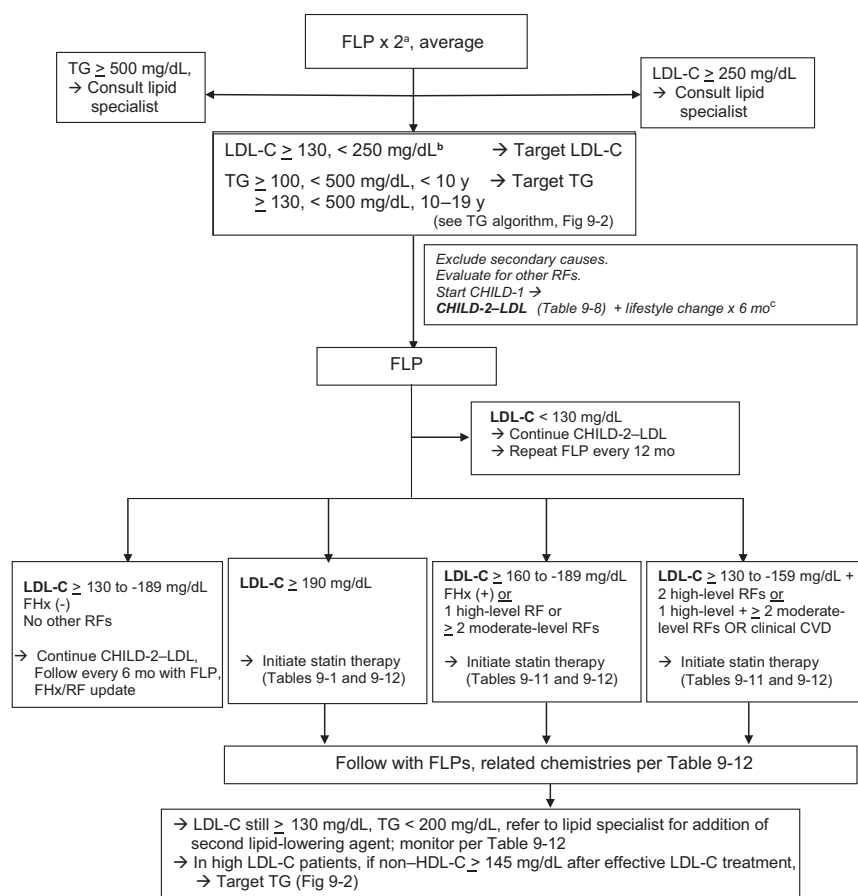 FLP x 2ᵃ, average
TG ≥ 500 mg/dL,
→ Consult lipid
specialist
LDL-C ≥ 250 mg/dL
→ Consult lipid
specialist
LDL-C ≥ 130, < 250 mg/dLᵇ → Target LDL-C
TG ≥ 100, < 500 mg/dL, < 10 y → Target TG
≥ 130, < 500 mg/dL, 10–19 y
(see TG algorithm, Fig 9-2)
Exclude secondary causes.
Evaluate for other RFs.
Start CHILD-1 →
CHILD-2–LDL (Table 9-8) + lifestyle change x 6 moᶜ
FLP
LDL-C < 130 mg/dL
→ Continue CHILD-2–LDL
→ Repeat FLP every 12 mo
LDL-C ≥ 130 to -189 mg/dL
FHx (-)
No other RFs
→ Continue CHILD-2–LDL,
Follow every 6 mo with FLP,
FHx/RF update
LDL-C ≥ 190 mg/dL
→ Initiate statin therapy
(Tables 9-1 and 9-12)
LDL-C ≥ 160 to -189 mg/dL
FHx (+) or
1 high-level RF or
≥ 2 moderate-level RFs
→ Initiate statin therapy
(Tables 9-11 and 9-12)
LDL-C ≥ 130 to -159 mg/dL +
2 high-level RFs or
1 high-level + ≥ 2 moderate-
level RFs OR clinical CVD
→ Initiate statin therapy
(Tables 9-11 and 9-12)
Follow with FLPs, related chemistries per Table 9-12
→ LDL-C still ≥ 130 mg/dL, TG < 200 mg/dL, refer to lipid specialist for addition of
second lipid-lowering agent; monitor per Table 9-12
→ In high LDL-C patients, if non–HDL-C ≥ 145 mg/dL after effective LDL-C treatment,
→ Target TG (Fig 9-2)